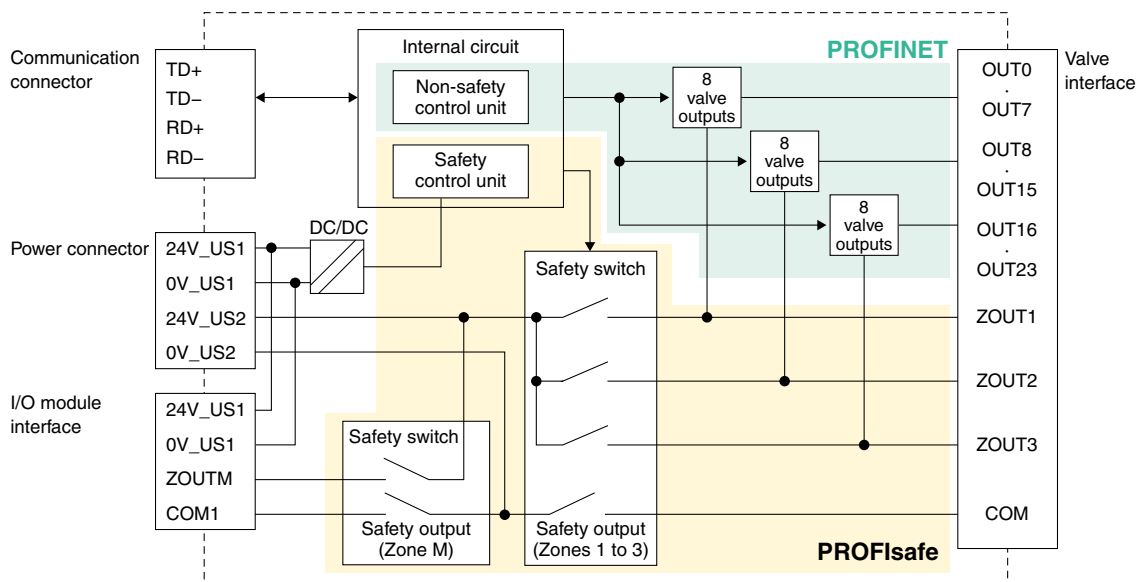 Communication
connector
TD+
TD−
RD+
RD−
Internal circuit
Non-safety
control unit
Safety
control unit
PROFINET
8
valve
outputs
8
valve
outputs
8
valve
outputs
Valve
interface
OUT0
.
OUT7
OUT8
.
OUT15
OUT16
.
OUT23
ZOUT1
ZOUT2
ZOUT3
COM
Power connector
24V_US1
0V_US1
24V_US2
0V_US2
DC/DC
I/O module
interface
24V_US1
0V_US1
ZOUTM
COM1
Safety switch
Safety output
(Zone M)
Safety switch
Safety output
(Zones 1 to 3)
PROFIsafe